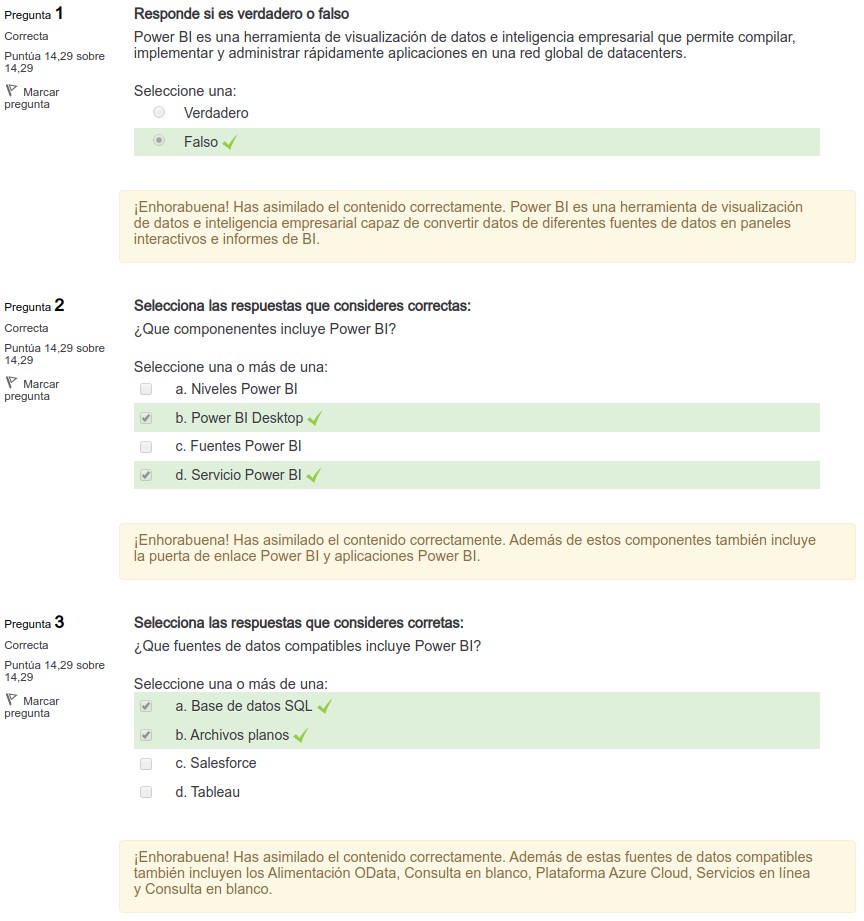 Pregunta 1
Correcta
Puntúa 14,29 sobre
14,29
Marcar
pregunta
Responde si es verdadero o falso
Power BI es una herramienta de visualización de datos e inteligencia empresarial que permite compilar,
implementar y administrar rápidamente aplicaciones en una red global de datacenters.
Seleccione una:
Verdadero
Falso
¡Enhorabuena! Has asimilado el contenido correctamente. Power BI es una herramienta de visualización
de datos e inteligencia empresarial capaz de convertir datos de diferentes fuentes de datos en paneles
interactivos e informes de BI.
Pregunta 2
Correcta
Puntúa 14,29 sobre
14,29
Marcar
pregunta
Selecciona las respuestas que consideres correctas:
¿Que componenentes incluye Power BI?
Seleccione una o más de una:
a. Niveles Power BI
b. Power BI Desktop
c. Fuentes Power BI
d. Servicio Power BI
¡Enhorabuena! Has asimilado el contenido correctamente. Además de estos componentes también incluye
la puerta de enlace Power BI y aplicaciones Power BI.
Pregunta 3
Correcta
Puntúa 14,29 sobre
14,29
Marcar
pregunta
Selecciona las respuestas que consideres corretas:
¿Que fuentes de datos compatibles incluye Power BI?
Seleccione una o más de una:
a. Base de datos SQL
b. Archivos planos
c. Salesforce
d. Tableau
¡Enhorabuena! Has asimilado el contenido correctamente. Además de estas fuentes de datos compatibles
también incluyen los Alimentación OData, Consulta en blanco, Plataforma Azure Cloud, Servicios en línea
y Consulta en blanco.